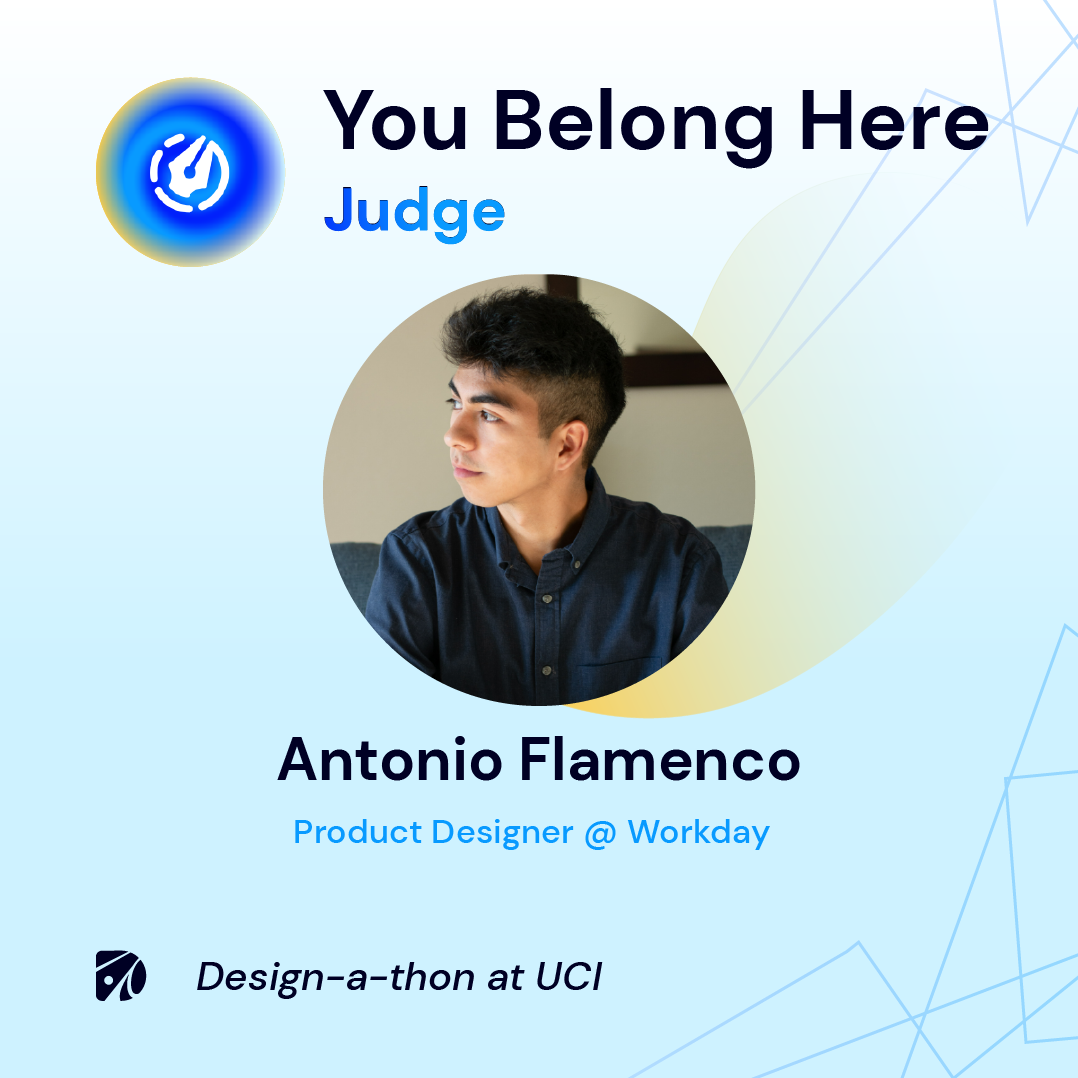 You Belong Here
Judge
Antonio Flamenco
Product Designer @ Workday
Design-a-thon at UCI